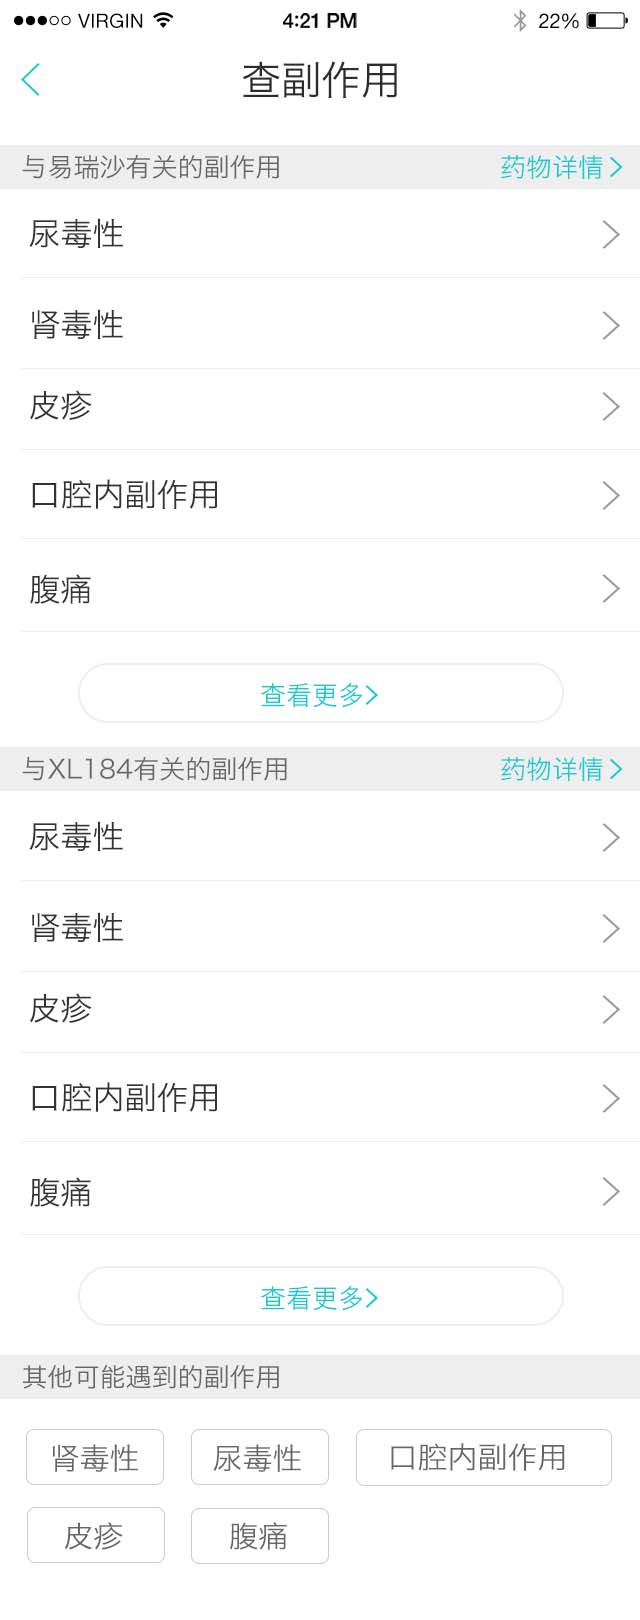 VIRGIN 4:21 PM 22%
查副作用
与易瑞沙有关的副作用 药物详情
尿毒性
肾毒性
皮疹
口腔内副作用
腹痛
查看更多
与XL184有关的副作用 药物详情
尿毒性
肾毒性
皮疹
口腔内副作用
腹痛
查看更多
其他可能遇到的副作用
肾毒性 尿毒性 口腔内副作用
皮疹 腹痛